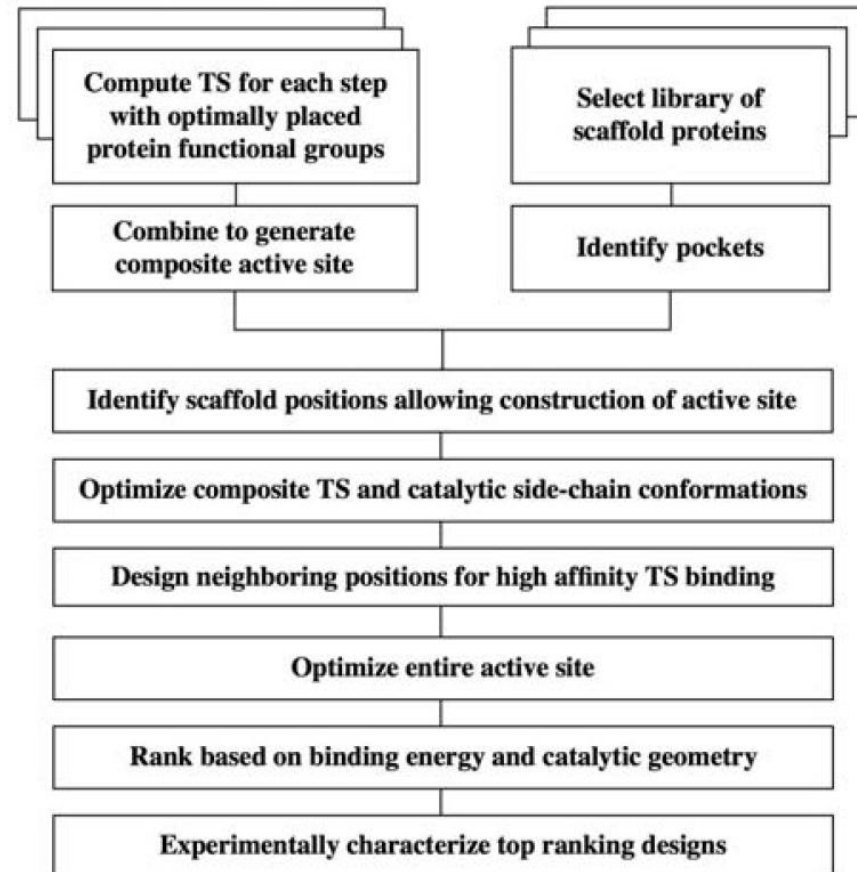 Compute TS for each step
with optimally placed
protein functional groups
Select library of
scaffold proteins
Combine to generate
composite active site
Identify pockets
Identify scaffold positions allowing construction of active site
Optimize composite TS and catalytic side-chain conformations
Design neighboring positions for high affinity TS binding
Optimize entire active site
Rank based on binding energy and catalytic geometry
Experimentally characterize top ranking designs